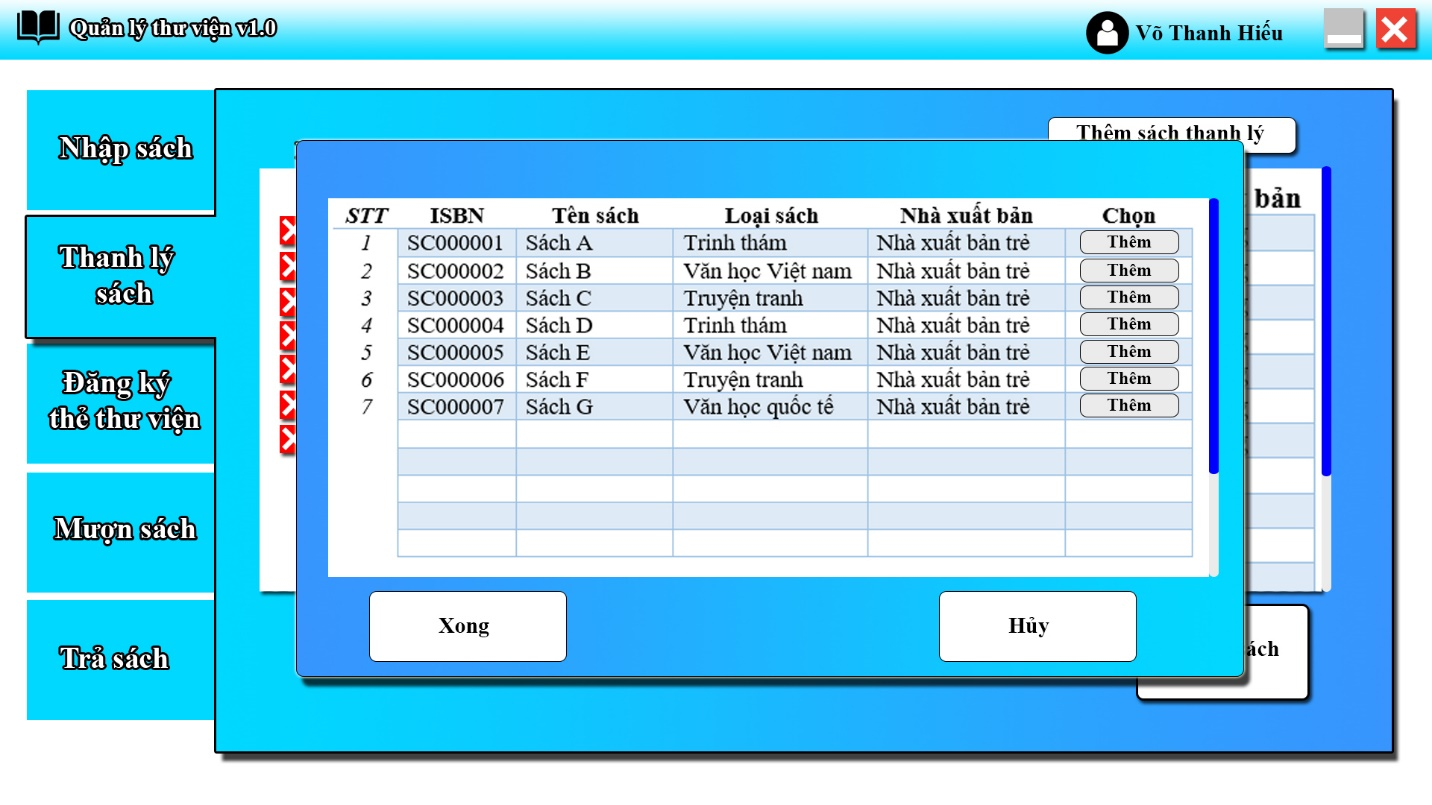 Quản lý thư viện v1.0
Võ Thanh Hiếu
Nhập sách
Thanh lý
sách
Đăng ký
thẻ thư viện
Mượn sách
Trả sách
Thêm sách thanh lý
bản
STT ISBN Tên sách Loại sách Nhà xuất bản Chọn
1 SC000001 Sách A Trinh thám Nhà xuất bản trẻ Thêm
2 SC000002 Sách B Văn học Việt nam Nhà xuất bản trẻ Thêm
3 SC000003 Sách C Truyện tranh Nhà xuất bản trẻ Thêm
4 SC000004 Sách D Trinh thám Nhà xuất bản trẻ Thêm
5 SC000005 Sách E Văn học Việt nam Nhà xuất bản trẻ Thêm
6 SC000006 Sách F Truyện tranh Nhà xuất bản trẻ Thêm
7 SC000007 Sách G Văn học quốc tế Nhà xuất bản trẻ Thêm
Xong
Hủy
ách